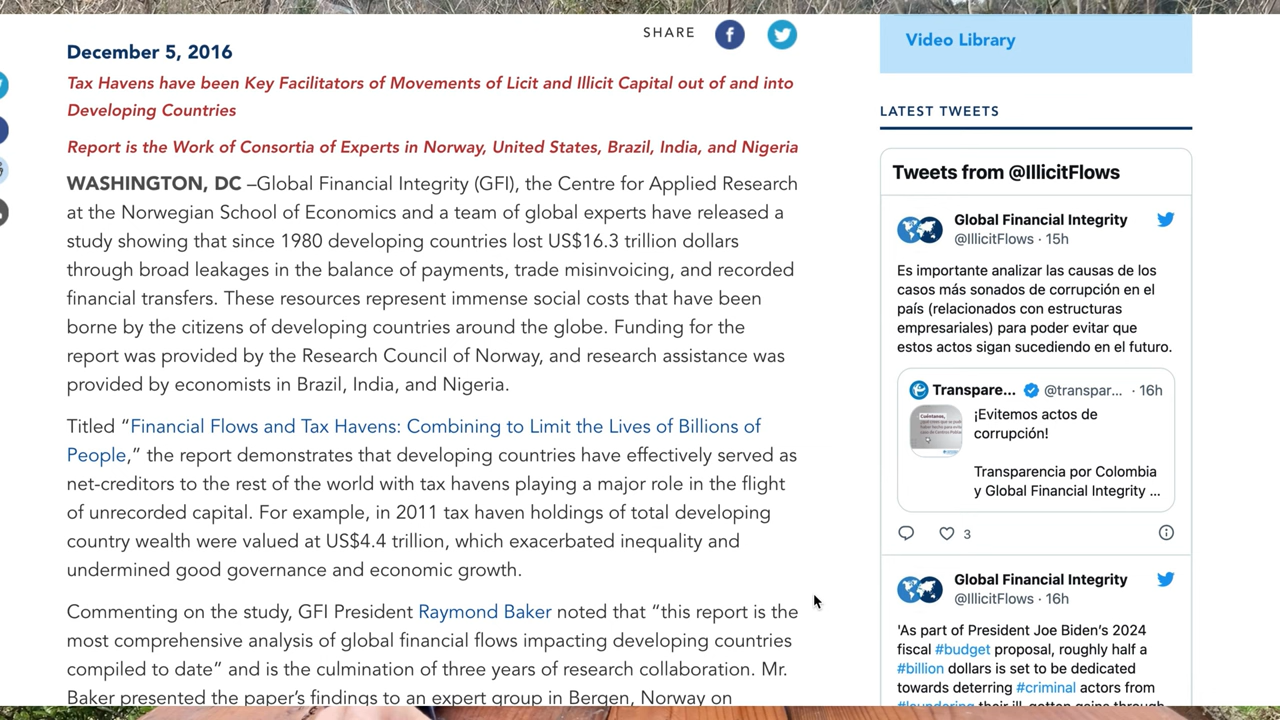 SHARE
December 5, 2016
Tax Havens have been Key Facilitators of Movements of Licit and Illicit Capital out of and into
Developing Countries
Report is the Work of Consortia of Experts in Norway, United States, Brazil, India, and Nigeria
WASHINGTON, DC –Global Financial Integrity (GFI), the Centre for Applied Research
at the Norwegian School of Economics and a team of global experts have released a
study showing that since 1980 developing countries lost US$16.3 trillion dollars
through broad leakages in the balance of payments, trade misinvoicing, and recorded
financial transfers. These resources represent immense social costs that have been
borne by the citizens of developing countries around the globe. Funding for the
report was provided by the Research Council of Norway, and research assistance was
provided by economists in Brazil, India, and Nigeria.
Titled “Financial Flows and Tax Havens: Combining to Limit the Lives of Billions of
People,” the report demonstrates that developing countries have effectively served as
net-creditors to the rest of the world with tax havens playing a major role in the flight
of unrecorded capital. For example, in 2011 tax haven holdings of total developing
country wealth were valued at US$4.4 trillion, which exacerbated inequality and
undermined good governance and economic growth.
Commenting on the study, GFI President Raymond Baker noted that “this report is the
most comprehensive analysis of global financial flows impacting developing countries
compiled to date” and is the culmination of three years of research collaboration. Mr.
Baker presented the paper’s findings to an expert group in Bergen, Norway on
Video Library
LATEST TWEETS
Tweets from @IllicitFlows
Global Financial Integrity
@IllicitFlows · 15h
Es importante analizar las causas de los
casos más sonados de corrupción en el
país (relacionados con estructuras
empresariales) para poder evitar que
estos actos sigan sucediendo en el futuro.
Transpare... @transpar... · 16h
¡Evitemos actos de
corrupción!
Transparencia por Colombia
y Global Financial Integrity ...
3
Global Financial Integrity
@IllicitFlows · 16h
'As part of President Joe Biden’s 2024
fiscal #budget proposal, roughly half a
#billion dollars is set to be dedicated
towards deterring #criminal actors from
#laundering their ill-gotten gains through